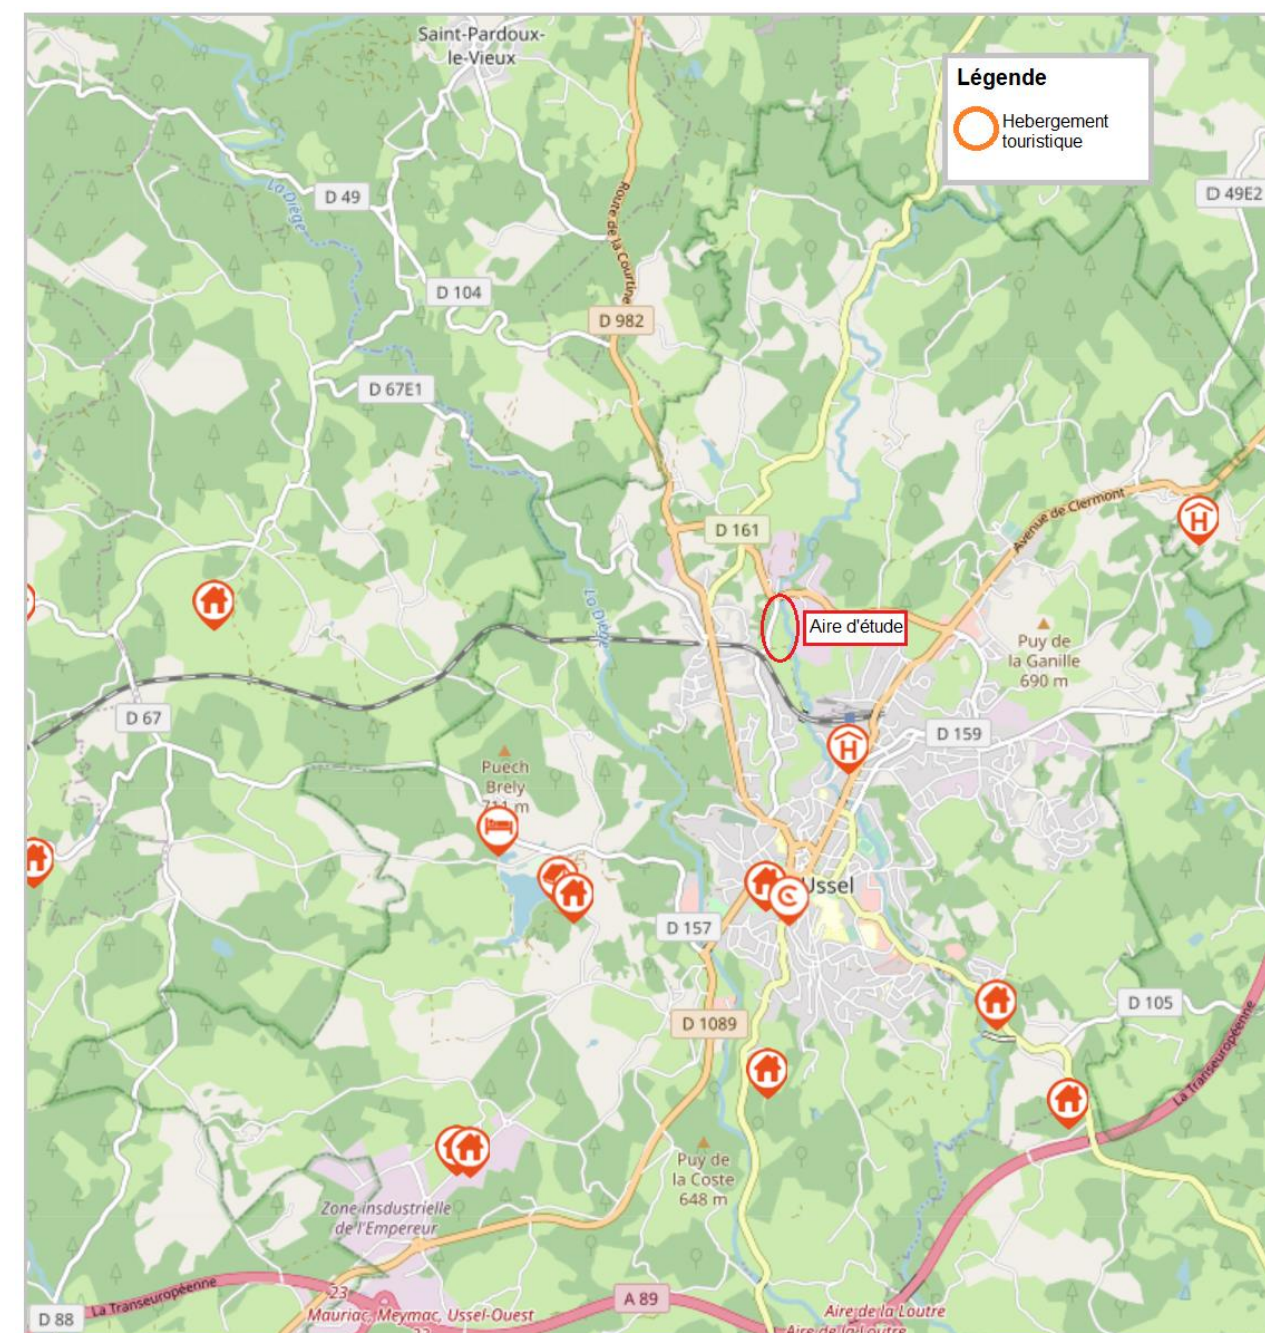 Saint-Pardoux-
le-Vieux
Légende
Hebergement
touristique
D 49
La Diège
Route de la Courtine
D 49E2
D 104
D 982
D 67E1
Avenue de Clermont
D 161
H
La Diège
Aire d'étude
Puy de
la Ganille
690 m
D 67
D 159
H
Puech
Brely
711 m
Ussel
D 157
D 105
D 1089
La Transeuropéenne
Puy de
la Coste
648 m
Zone insdustrielle
de l'Empereur
La Transeuropéenne
23
Mauriac, Meymac, Ussel-Ouest
23
A 89
D 88
Aire de la Loutre
Aire de la Loutre